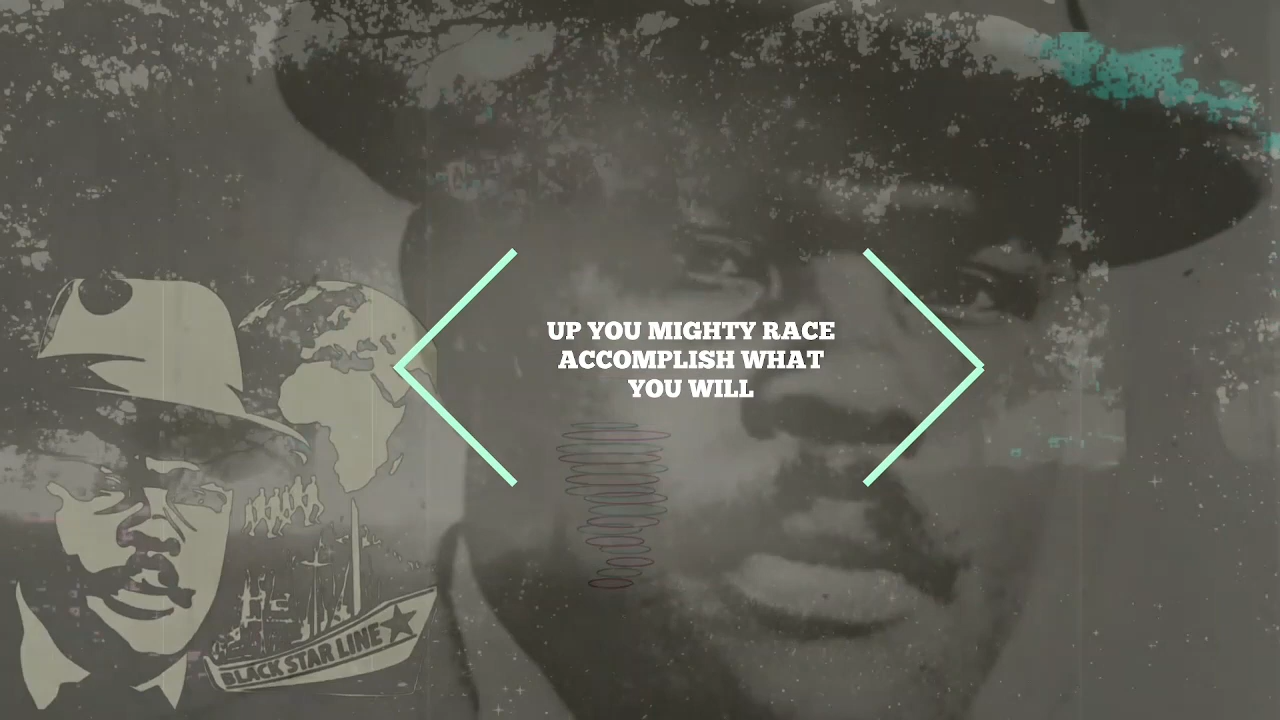 UP YOU MIGHTY RACE
ACCOMPLISH WHAT
YOU WILL
BLACK STAR LINE